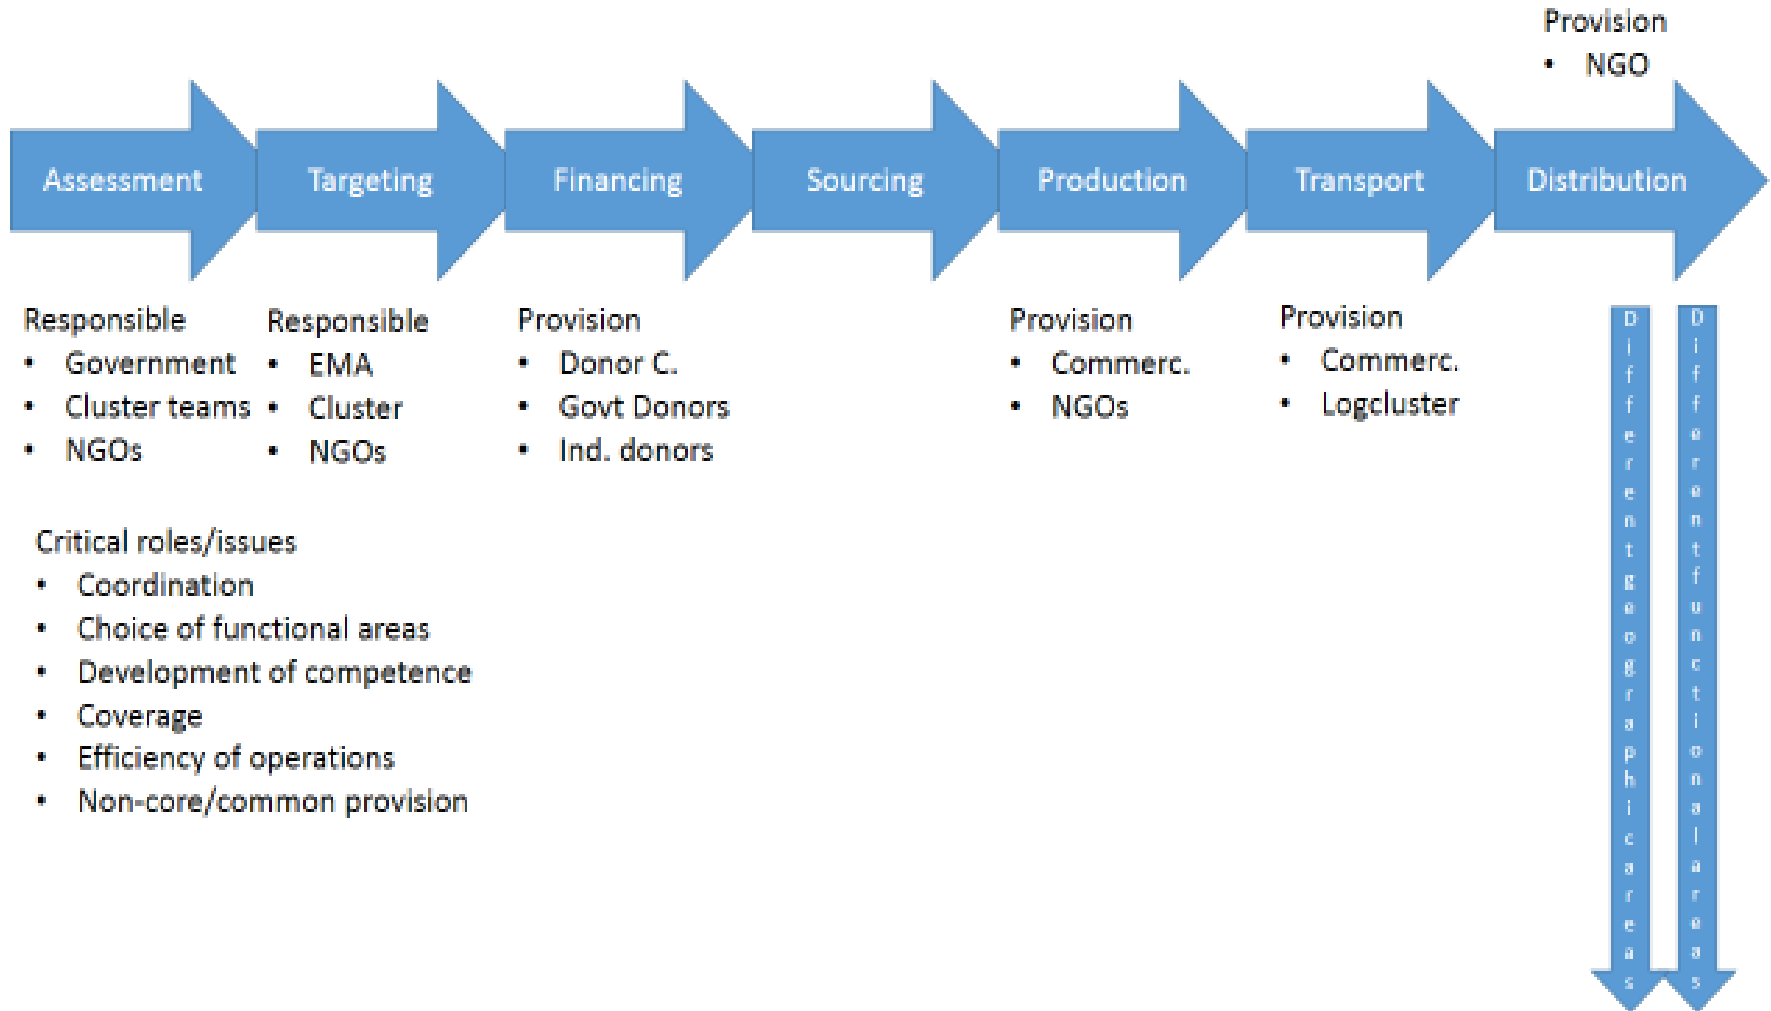 Provision
• NGO
Assessment
Targeting
Financing
Sourcing
Production
Transport
Distribution
Responsible
• Government
• Cluster teams
• NGOs
Responsible
• EMA
• Cluster
• NGOs
Provision
• Donor C.
• Govt Donors
• Ind. donors
Provision
• Commerc.
• NGOs
Provision
• Commerc.
• Logcluster
Critical roles/issues
• Coordination
• Choice of functional areas
• Development of competence
• Coverage
• Efficiency of operations
• Non-core/common provision
Different geographic areas
Different functional areas